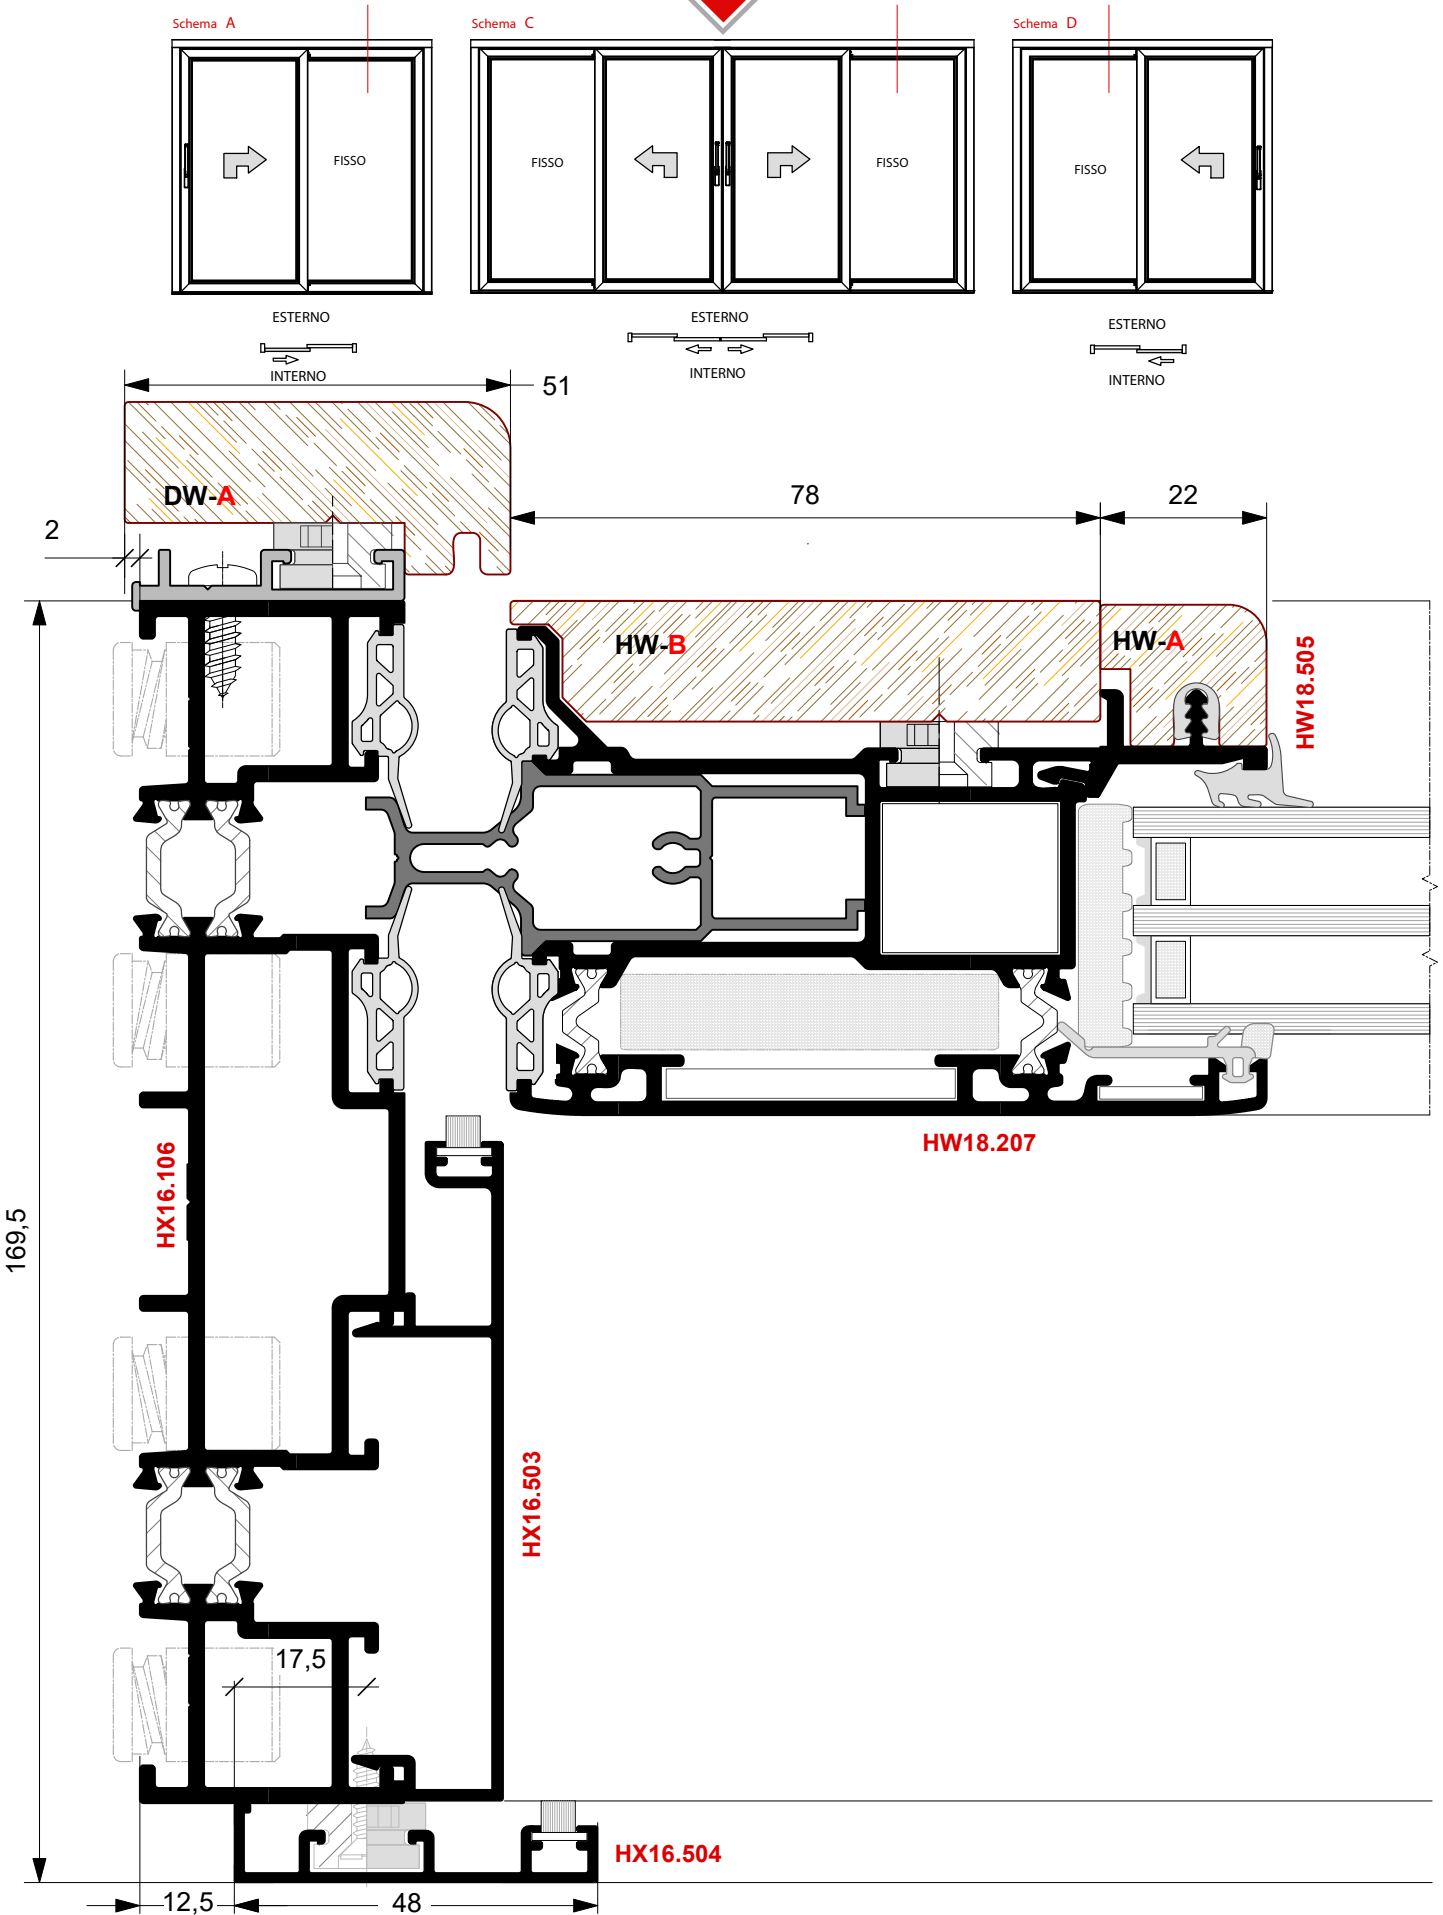 Schema A
Schema C
Schema D
FISSO
FISSO
FISSO
FISSO
ESTERNO
INTERNO
ESTERNO
INTERNO
ESTERNO
INTERNO
51
DW-A
2
78
22
HW-B
HW-A
HW18.505
HW18.207
HX16.106
169,5
HX16.503
17,5
HX16.504
12,5
48